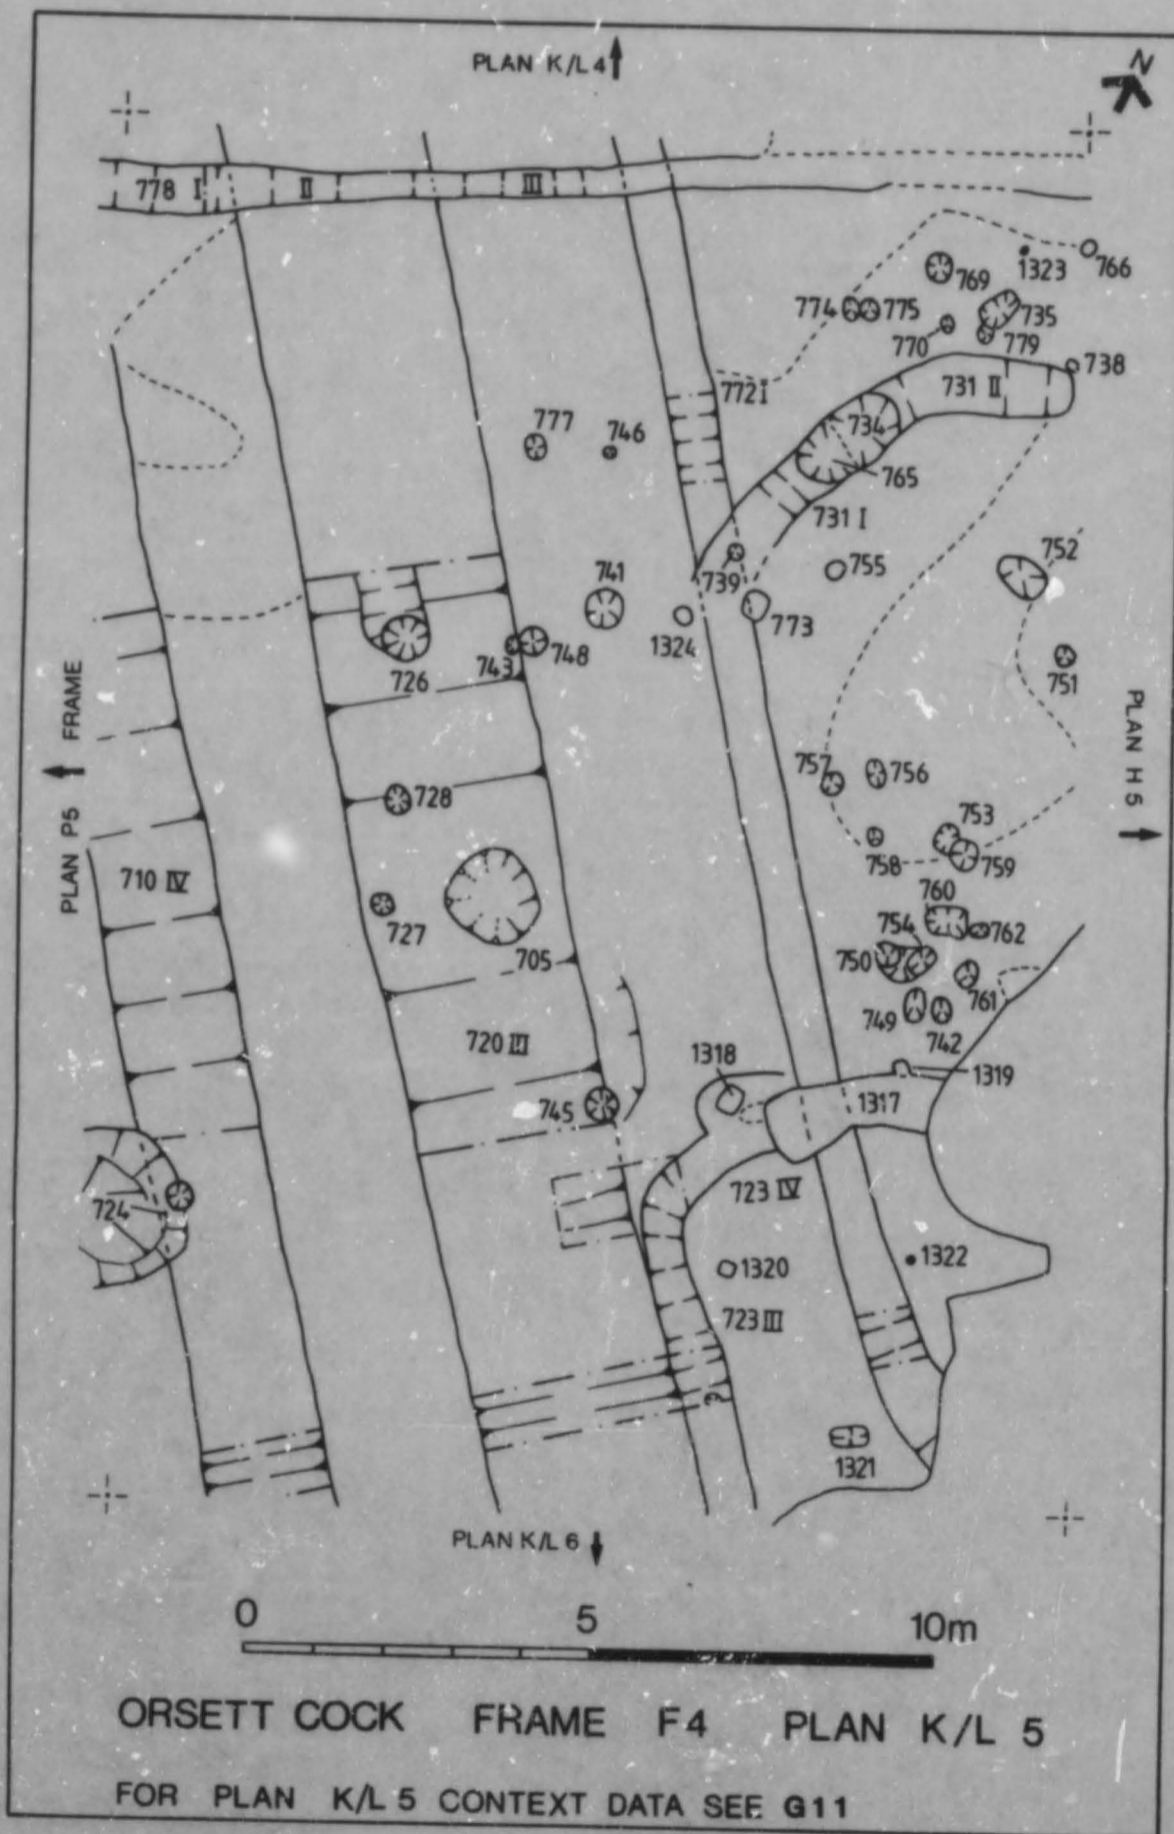 PLAN K/L 4
N
778 I II III
769 1323 766
774 775 735
770 779
738
772 I 731 II
777 746 734
765
731 I
752
741 739 755
1324 773
743 748
726 751
PLAN P5 FRAME
PLAN H5
728 757 756
753
758 759
710 IV
760
727 754 762
705 750
761
749 742
720 III
1318 1319
745 1317
724 723 IV
1320 1322
723 III
?
1321
PLAN K/L 6
0 5 10m
ORSETT COCK FRAME F4 PLAN K/L 5
FOR PLAN K/L 5 CONTEXT DATA SEE G11